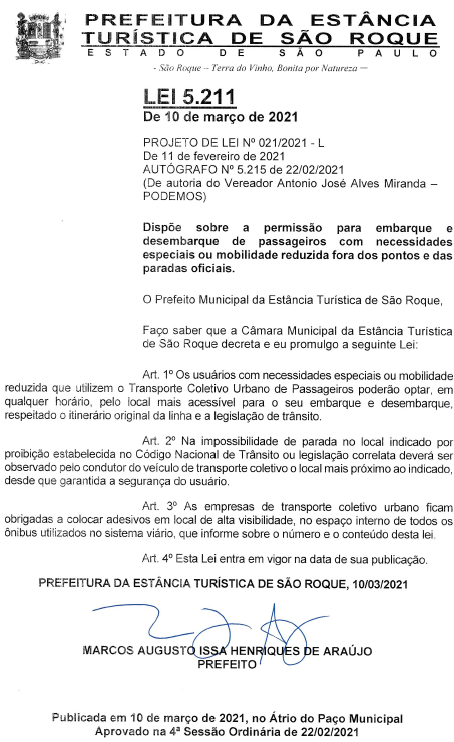 PREFEITURA DA ESTÂNCIA
TURÍSTICA DE SÃO ROQUE
ESTADO DE SÃO PAULO
- São Roque – Terra do Vinho, Bonita por Natureza –
LEI 5.211
De 10 de março de 2021
PROJETO DE LEI Nº 021/2021 - L
De 11 de fevereiro de 2021
AUTÓGRAFO Nº 5.215 de 22/02/2021
(De autoria do Vereador Antonio José Alves Miranda –
PODEMOS)
Dispõe sobre a permissão para embarque e
desembarque de passageiros com necessidades
especiais ou mobilidade reduzida fora dos pontos e das
paradas oficiais.
O Prefeito Municipal da Estância Turística de São Roque,
Faço saber que a Câmara Municipal da Estância Turística
de São Roque decreta e eu promulgo a seguinte Lei:
Art. 1º Os usuários com necessidades especiais ou mobilidade
reduzida que utilizem o Transporte Coletivo Urbano de Passageiros poderão optar, em
qualquer horário, pelo local mais acessível para o seu embarque e desembarque,
respeitado o itinerário original da linha e a legislação de trânsito.
Art. 2º Na impossibilidade de parada no local indicado por
proibição estabelecida no Código Nacional de Trânsito ou legislação correlata deverá ser
observado pelo condutor do veículo de transporte coletivo o local mais próximo ao indicado,
desde que garantida a segurança do usuário.
Art. 3º As empresas de transporte coletivo urbano ficam
obrigadas a colocar adesivos em local de alta visibilidade, no espaço interno de todos os
ônibus utilizados no sistema viário, que informe sobre o número e o conteúdo desta lei.
Art. 4º Esta Lei entra em vigor na data de sua publicação.
PREFEITURA DA ESTÂNCIA TURÍSTICA DE SÃO ROQUE, 10/03/2021
MARCOS AUGUSTO ISSA HENRIQUES DE ARAÚJO
PREFEITO
Publicada em 10 de março de 2021, no Átrio do Paço Municipal
Aprovado na 4ª Sessão Ordinária de 22/02/2021